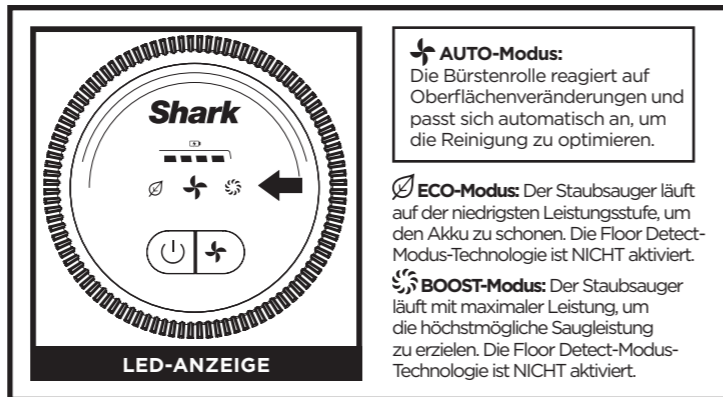 Shark
LED-ANZEIGE
AUTO-Modus:
Die Bürstenrolle reagiert auf
Oberflächenveränderungen und
passt sich automatisch an, um
die Reinigung zu optimieren.
ECO-Modus: Der Staubsauger läuft
auf der niedrigsten Leistungsstufe, um
den Akku zu schonen. Die Floor Detect-
Modus-Technologie ist NICHT aktiviert.
BOOST-Modus: Der Staubsauger
läuft mit maximaler Leistung, um
die höchstmögliche Saugleistung
zu erzielen. Die Floor Detect-Modus-
Technologie ist NICHT aktiviert.